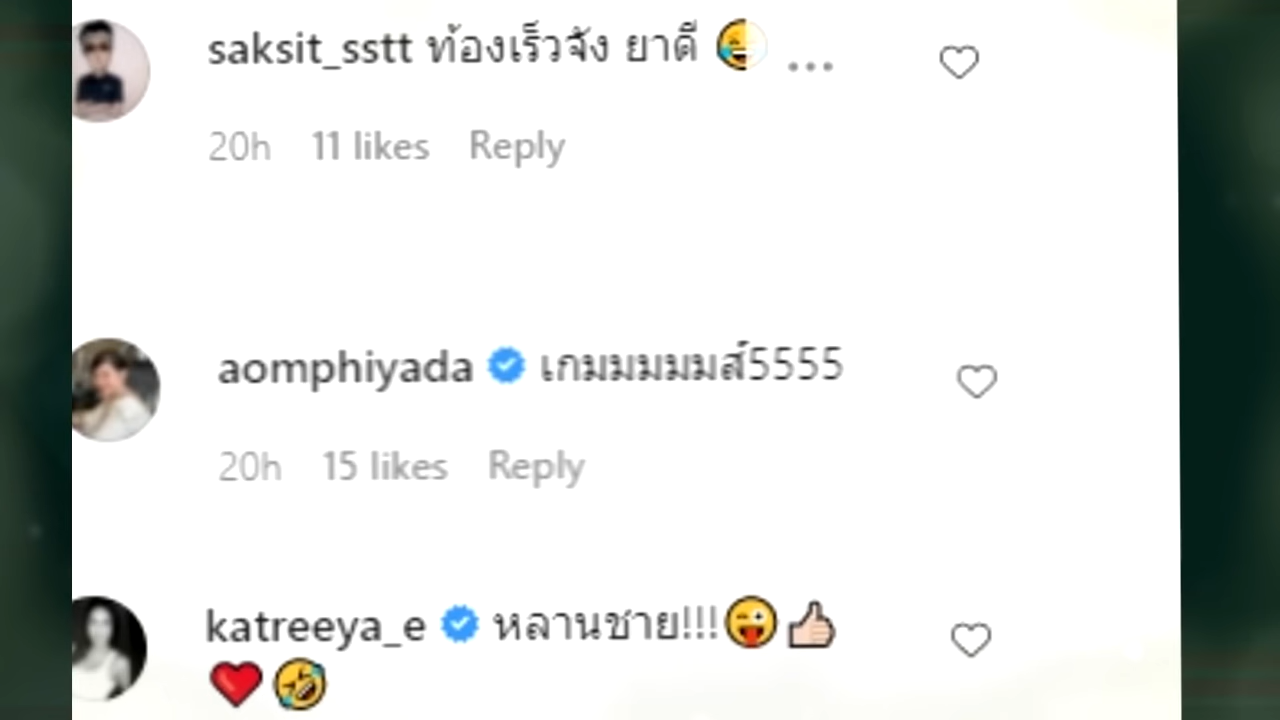 saksit_sstt ท้องเร็วจัง ยาดี 😂 ...
20h 11 likes Reply
aomphiyada เกมมมมมส์5555
20h 15 likes Reply
katreeya_e หลานชาย!!!😜👍🏻
❤️🤣